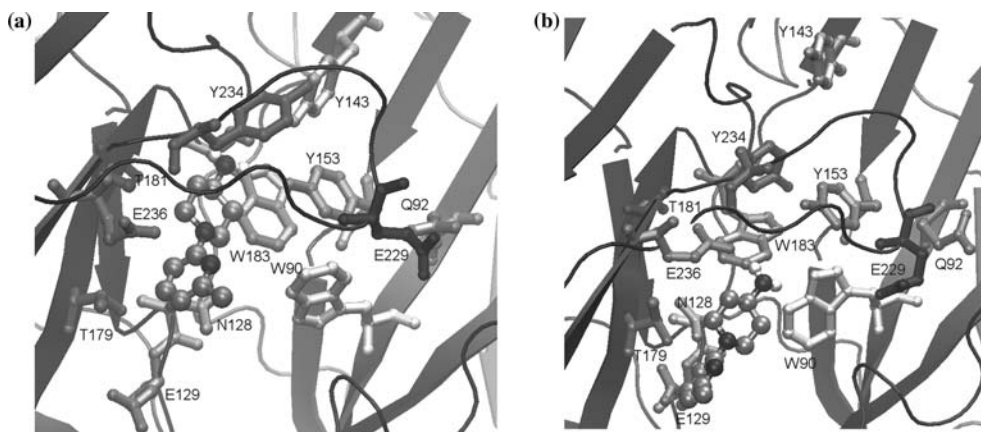 (a)
Y234
Y143
T181
Y153
E236
Q92
W183
E229
W90
N128
T179
E129
(b)
Y143
Y234
Y153
T181
W183
E236
E229
Q92
N128
T179
W90
E129